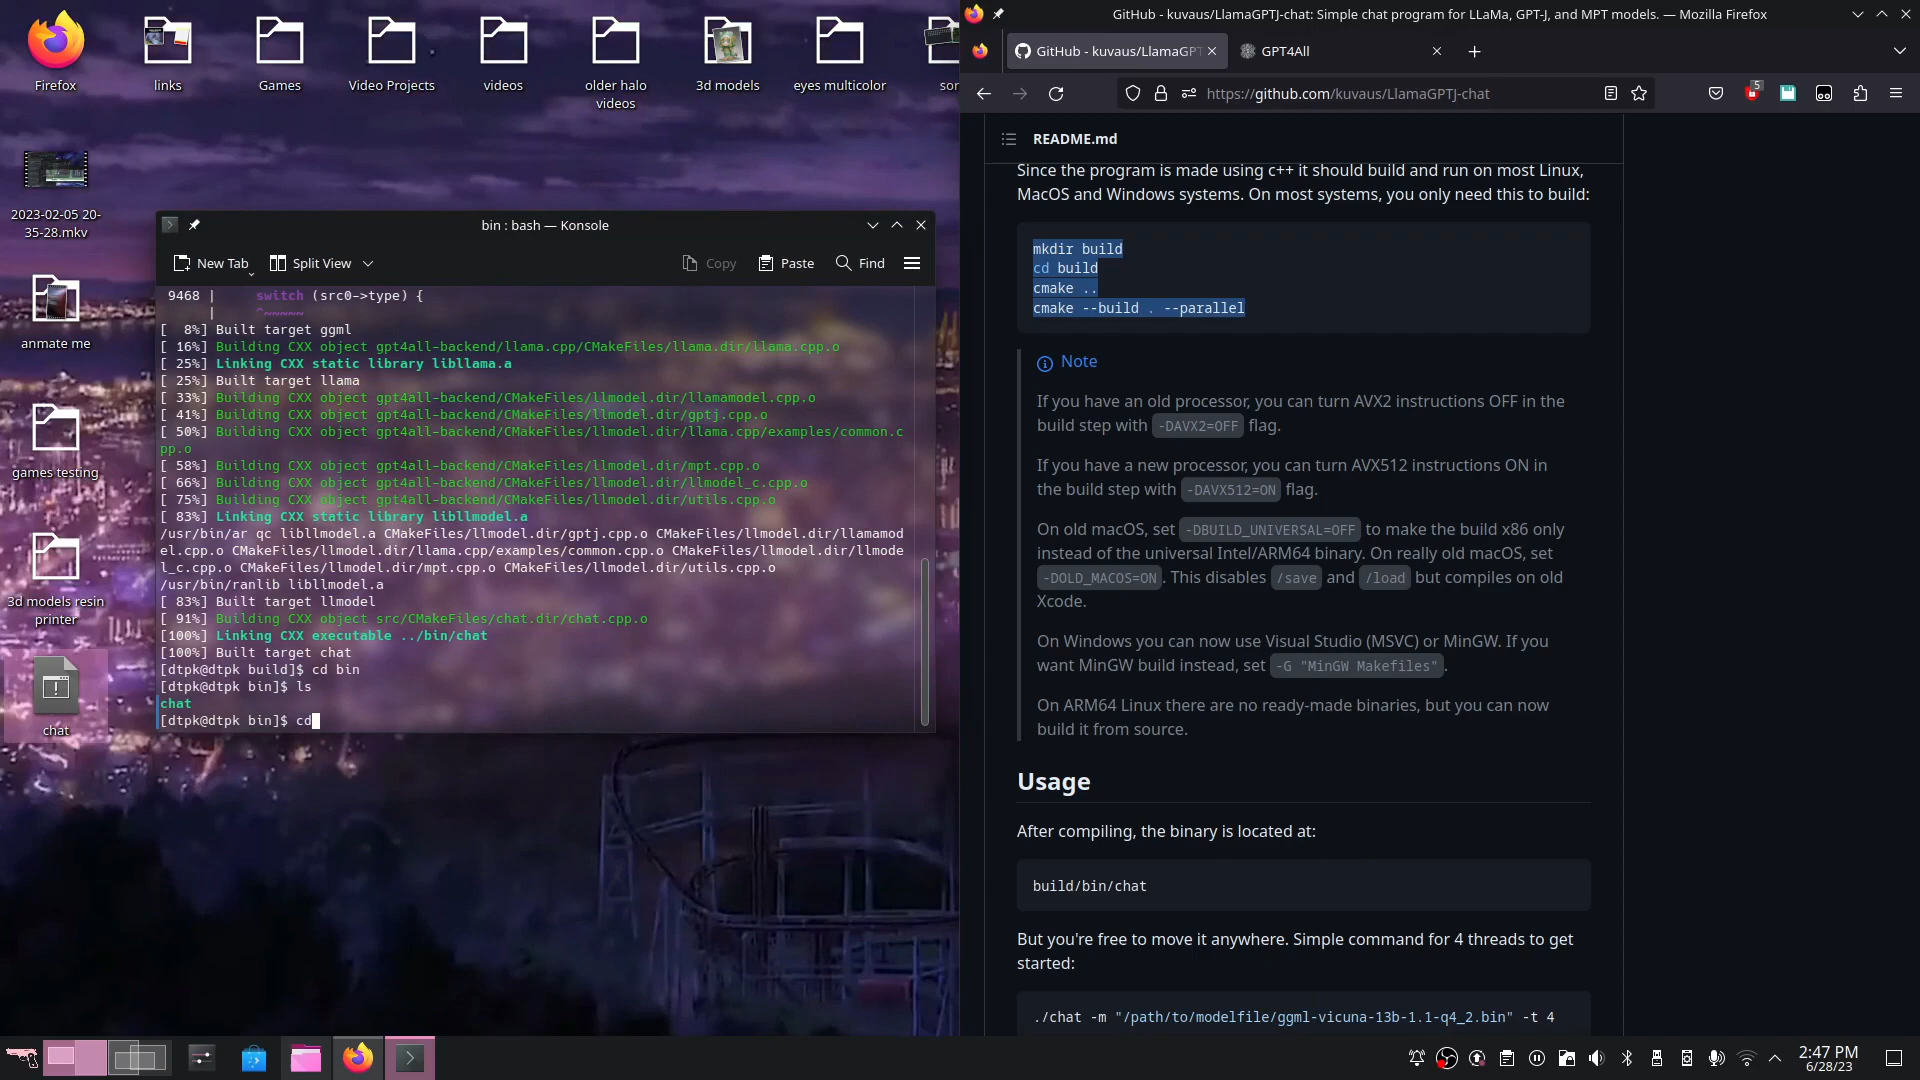 Firefox
links
Games
Video Projects
videos
older halo
videos
3d models
eyes multicolor
2023-02-05 20-
35-28.mkv
anmate me
games testing
3d models resin
printer
chat
bin : bash — Konsole
New Tab
Split View
Copy
Paste
Find
9468 |     switch (src0->type) {
|     ^~~~~~
[  8%] Built target ggml
[ 16%] Building CXX object gpt4all-backend/llama.cpp/CMakeFiles/llama.dir/llama.cpp.o
[ 25%] Linking CXX static library libllama.a
[ 25%] Built target llama
[ 33%] Building CXX object gpt4all-backend/CMakeFiles/llmodel.dir/llamamodel.cpp.o
[ 41%] Building CXX object gpt4all-backend/CMakeFiles/llmodel.dir/gptj.cpp.o
[ 50%] Building CXX object gpt4all-backend/CMakeFiles/llmodel.dir/llama.cpp/examples/common.c
pp.o
[ 58%] Building CXX object gpt4all-backend/CMakeFiles/llmodel.dir/mpt.cpp.o
[ 66%] Building CXX object gpt4all-backend/CMakeFiles/llmodel.dir/llmodel_c.cpp.o
[ 75%] Building CXX object gpt4all-backend/CMakeFiles/llmodel.dir/utils.cpp.o
[ 83%] Linking CXX static library libllmodel.a
/usr/bin/ar qc libllmodel.a CMakeFiles/llmodel.dir/gptj.cpp.o CMakeFiles/llmodel.dir/llamamod
el.cpp.o CMakeFiles/llmodel.dir/llama.cpp/examples/common.cpp.o CMakeFiles/llmodel.dir/llmode
l_c.cpp.o CMakeFiles/llmodel.dir/mpt.cpp.o CMakeFiles/llmodel.dir/utils.cpp.o
/usr/bin/ranlib libllmodel.a
[ 83%] Built target llmodel
[ 91%] Building CXX object src/CMakeFiles/chat.dir/chat.cpp.o
[100%] Linking CXX executable ../bin/chat
[100%] Built target chat
[dtpk@dtpk build]$ cd bin
[dtpk@dtpk bin]$ ls
chat
[dtpk@dtpk bin]$ cd
GitHub - kuvaus/LlamaGPTJ-chat: Simple chat program for LLaMa, GPT-J, and MPT models. — Mozilla Firefox
GitHub - kuvaus/LlamaGPT
GPT4All
https://github.com/kuvaus/LlamaGPTJ-chat
5
README.md
Since the program is made using c++ it should build and run on most Linux,
MacOS and Windows systems. On most systems, you only need this to build:
mkdir build
cd build
cmake ..
cmake --build . --parallel
Note
If you have an old processor, you can turn AVX2 instructions OFF in the
build step with -DAVX2=OFF flag.
If you have a new processor, you can turn AVX512 instructions ON in
the build step with -DAVX512=ON flag.
On old macOS, set -DBUILD_UNIVERSAL=OFF to make the build x86 only
instead of the universal Intel/ARM64 binary. On really old macOS, set
-DOLD_MACOS=ON. This disables /save and /load but compiles on old
Xcode.
On Windows you can now use Visual Studio (MSVC) or MinGW. If you
want MinGW build instead, set -G "MinGW Makefiles".
On ARM64 Linux there are no ready-made binaries, but you can now
build it from source.
Usage
After compiling, the binary is located at:
build/bin/chat
But you're free to move it anywhere. Simple command for 4 threads to get
started:
./chat -m "/path/to/modelfile/ggml-vicuna-13b-1.1-q4_2.bin" -t 4
2:47 PM
6/28/23